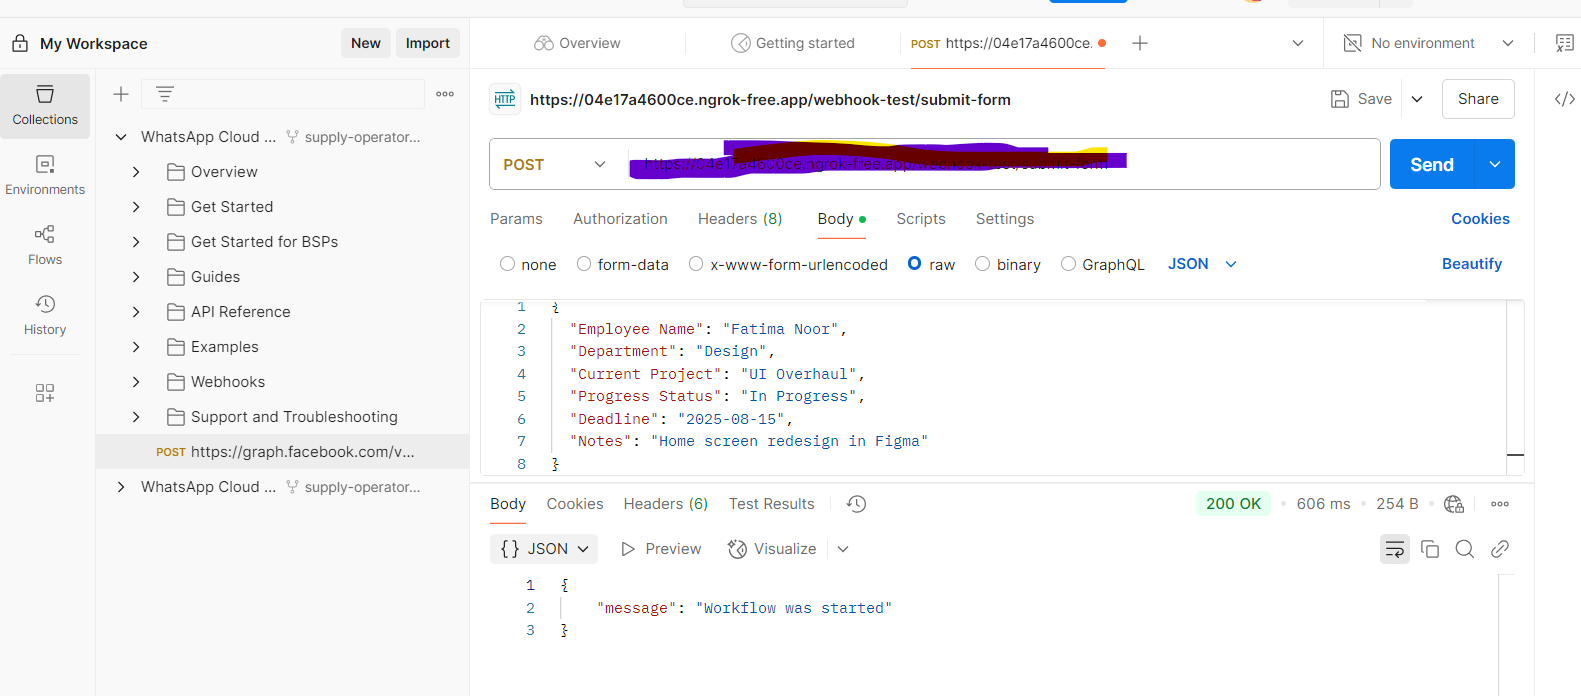 My Workspace
New
Import
Overview
Getting started
POST https://04e17a4600ce.
No environment
Collections
Environments
Flows
History
WhatsApp Cloud ... supply-operator...
Overview
Get Started
Get Started for BSPs
Guides
API Reference
Examples
Webhooks
Support and Troubleshooting
POST https://graph.facebook.com/v...
WhatsApp Cloud ... supply-operator...
HTTP https://04e17a4600ce.ngrok-free.app/webhook-test/submit-form
Save
Share
POST
Send
Params Authorization Headers (8) Body Scripts Settings
Cookies
none form-data x-www-form-urlencoded raw binary GraphQL JSON
Beautify
1 {
2 "Employee Name": "Fatima Noor",
3 "Department": "Design",
4 "Current Project": "UI Overhaul",
5 "Progress Status": "In Progress",
6 "Deadline": "2025-08-15",
7 "Notes": "Home screen redesign in Figma"
8 }
Body Cookies Headers (6) Test Results
200 OK • 606 ms • 254 B •
{} JSON Preview Visualize
1 {
2 "message": "Workflow was started"
3 }